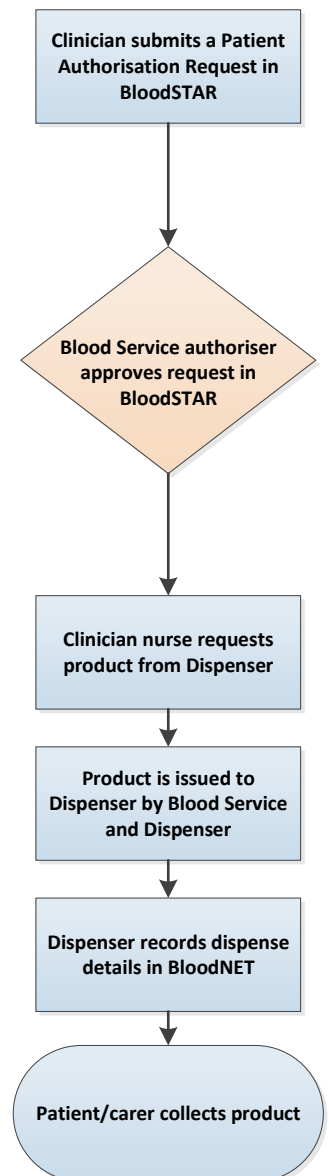 Clinician submits a Patient
Authorisation Request in
BloodSTAR
Blood Service authoriser
approves request in
BloodSTAR
Clinician nurse requests
product from Dispenser
Product is issued to
Dispenser by Blood Service
and Dispenser
Dispenser records dispense
details in BloodNET
Patient/carer collects product